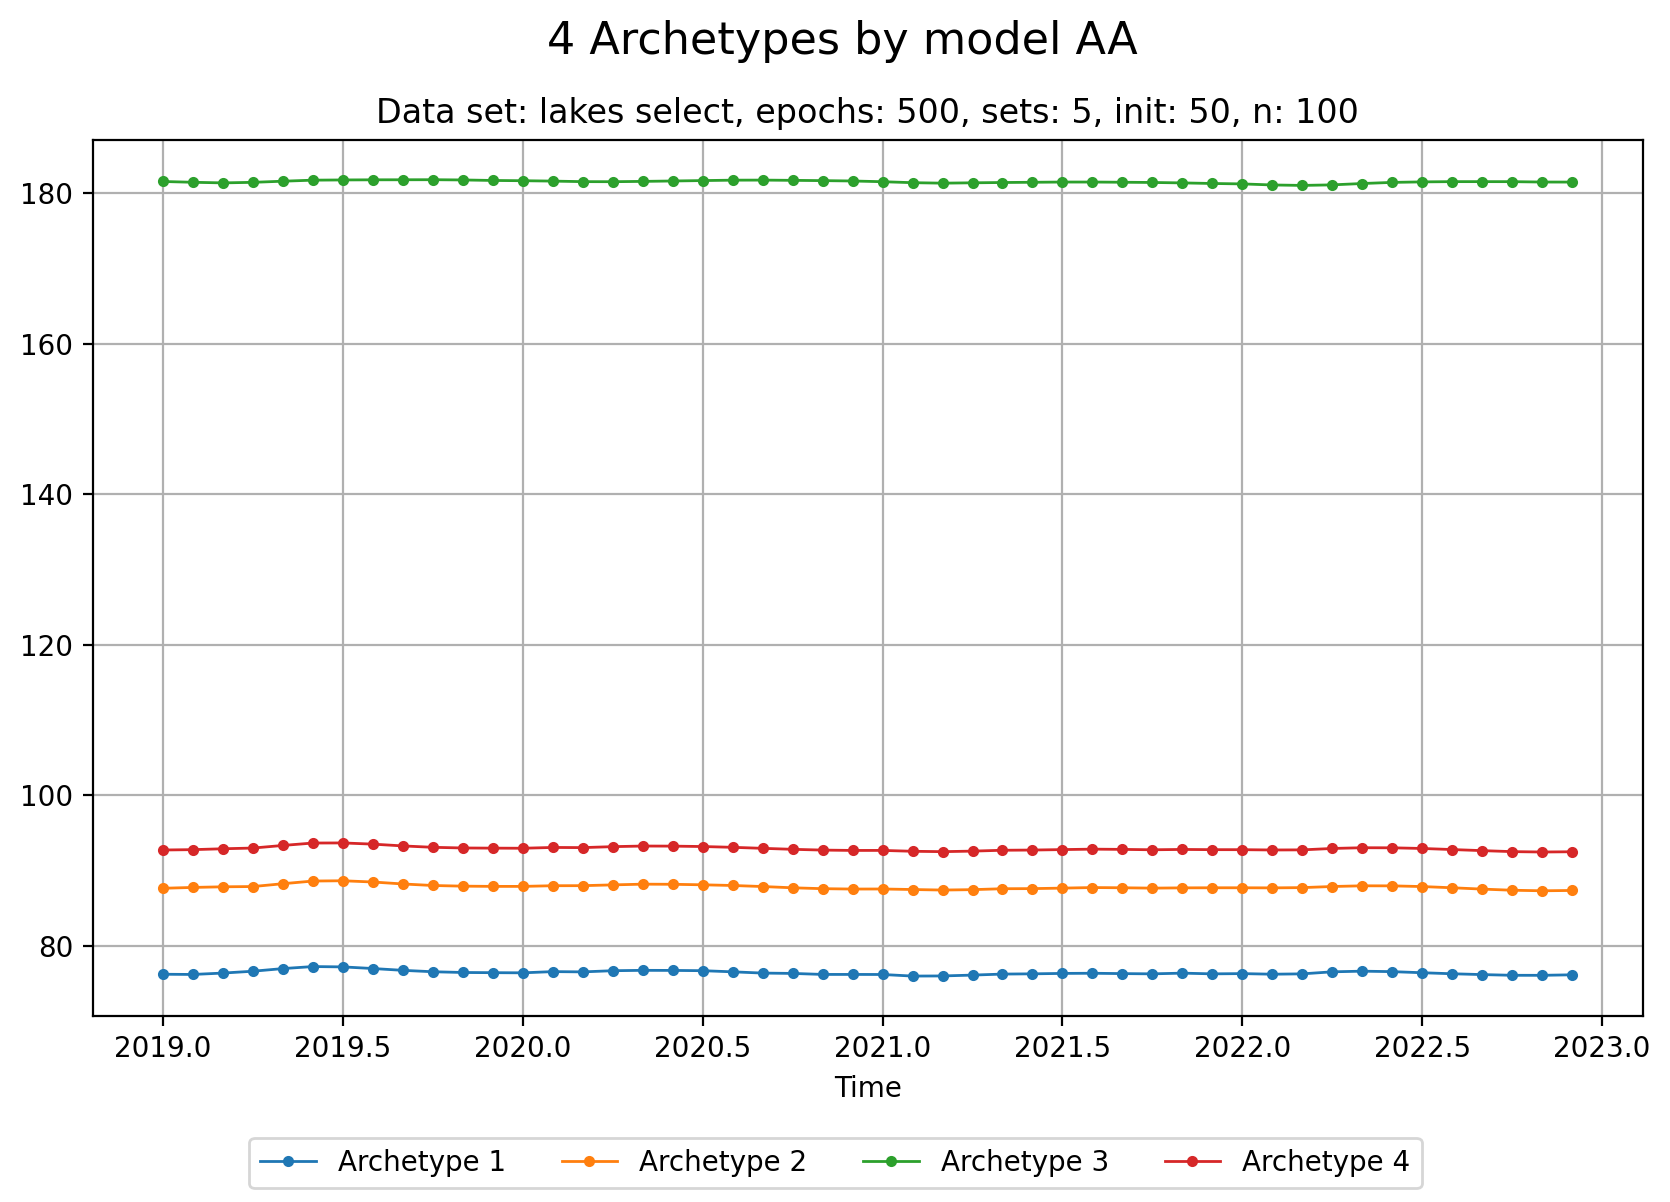 4 Archetypes by model AA
Data set: lakes select, epochs: 500, sets: 5, init: 50, n: 100
180
160
140
120
100
80
2019.0 2019.5 2020.0 2020.5 2021.0 2021.5 2022.0 2022.5 2023.0
Time
Archetype 1 Archetype 2 Archetype 3 Archetype 4